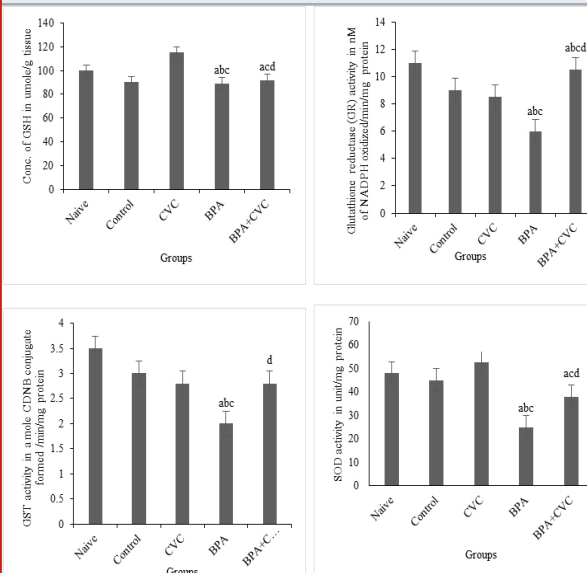 Conc. of GSH in umole/g tissue
140
120
100
80
60
40
20
0
abc
acd
Naive
Control
CVC
BPA
BPA+CVC
Groups
Glutathione reductase (GR) activity in nM
of NADPH oxidized/min/mg protein
14
12
10
8
6
4
2
0
abc
abcd
Naive
Control
CVC
BPA
BPA+CVC
Groups
GST activity in a mole CDNB conjugate
formed /min/mg protein
4
3.5
3
2.5
2
1.5
1
0.5
0
abc
d
Naive
Control
CVC
BPA
BPA+C...
Groups
SOD activity in unit/mg protein
70
60
50
40
30
20
10
0
abc
acd
Naive
Control
CVC
BPA
BPA+CVC
Groups